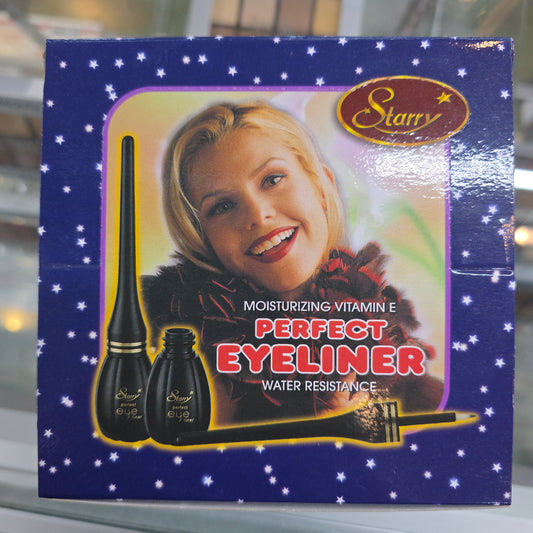 Starry
MOISTURIZING VITAMIN E
PERFECT
EYELINER
WATER RESISTANCE
Starry
perfect
eye
liner
Starry
perfect
eye
liner